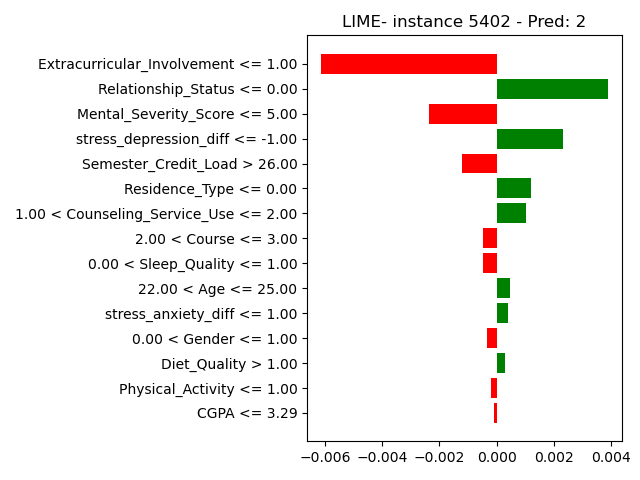 LIME- instance 5402 - Pred: 2
Extracurricular_Involvement <= 1.00
Relationship_Status <= 0.00
Mental_Severity_Score <= 5.00
stress_depression_diff <= -1.00
Semester_Credit_Load > 26.00
Residence_Type <= 0.00
1.00 < Counseling_Service_Use <= 2.00
2.00 < Course <= 3.00
0.00 < Sleep_Quality <= 1.00
22.00 < Age <= 25.00
stress_anxiety_diff <= 1.00
0.00 < Gender <= 1.00
Diet_Quality > 1.00
Physical_Activity <= 1.00
CGPA <= 3.29
−0.006 −0.004 −0.002 0.000 0.002 0.004